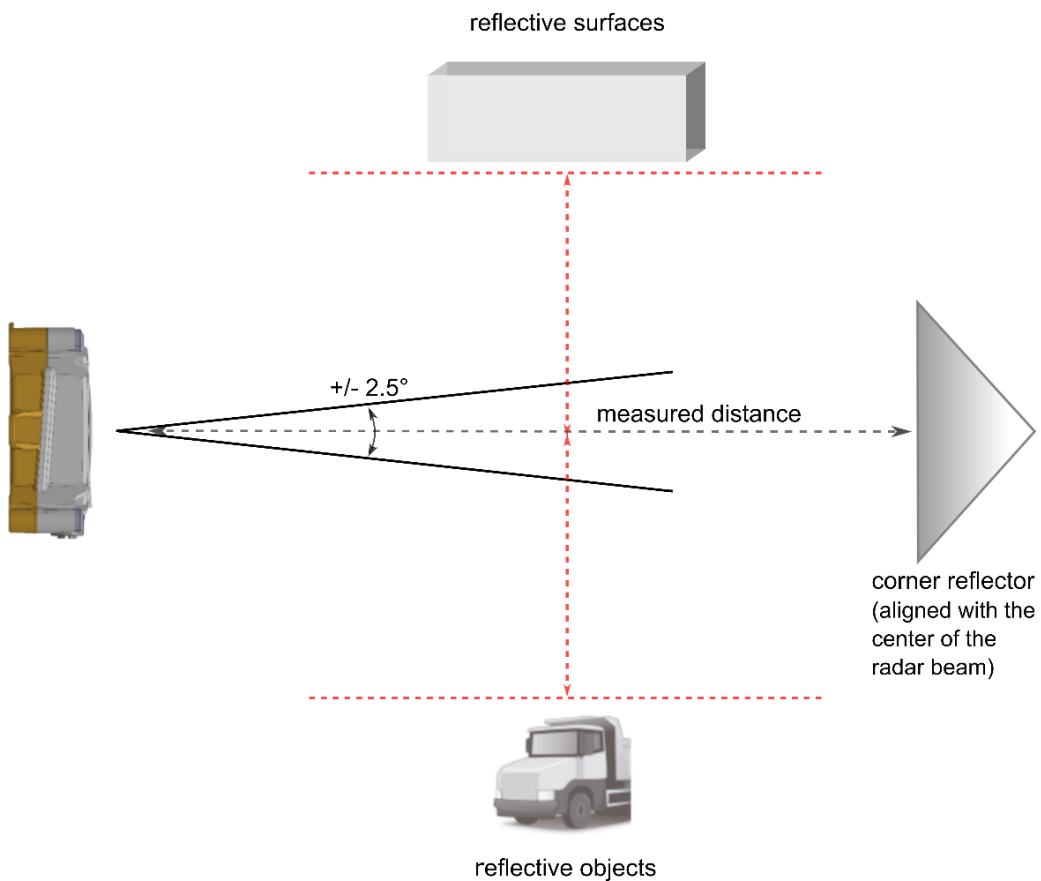 reflective surfaces
+/- 2.5°
measured distance
corner reflector
(aligned with the
center of the
radar beam)
reflective objects